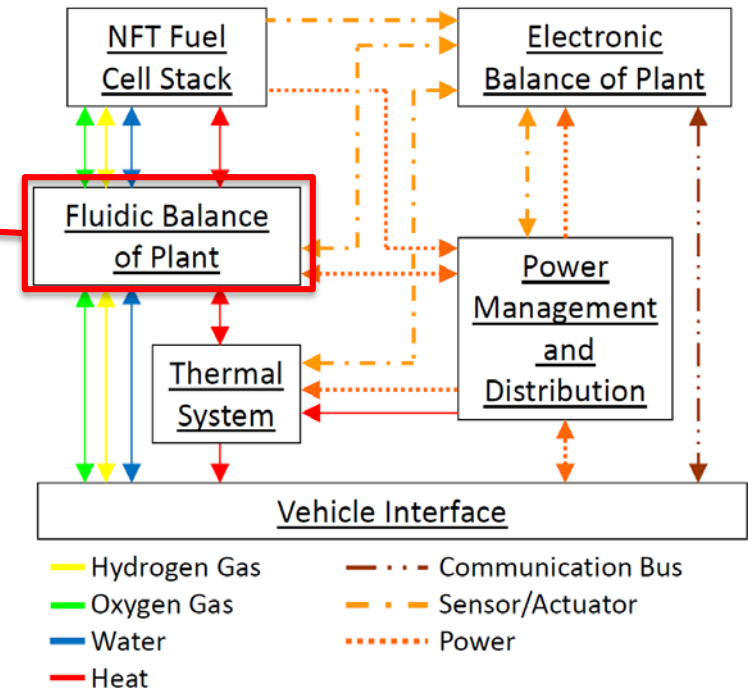 NFT Fuel
Cell Stack
Electronic
Balance of Plant
Fluidic Balance
of Plant
Power
Management
and
Distribution
Thermal
System
Vehicle Interface
Hydrogen Gas
Oxygen Gas
Water
Heat
Communication Bus
Sensor/Actuator
Power